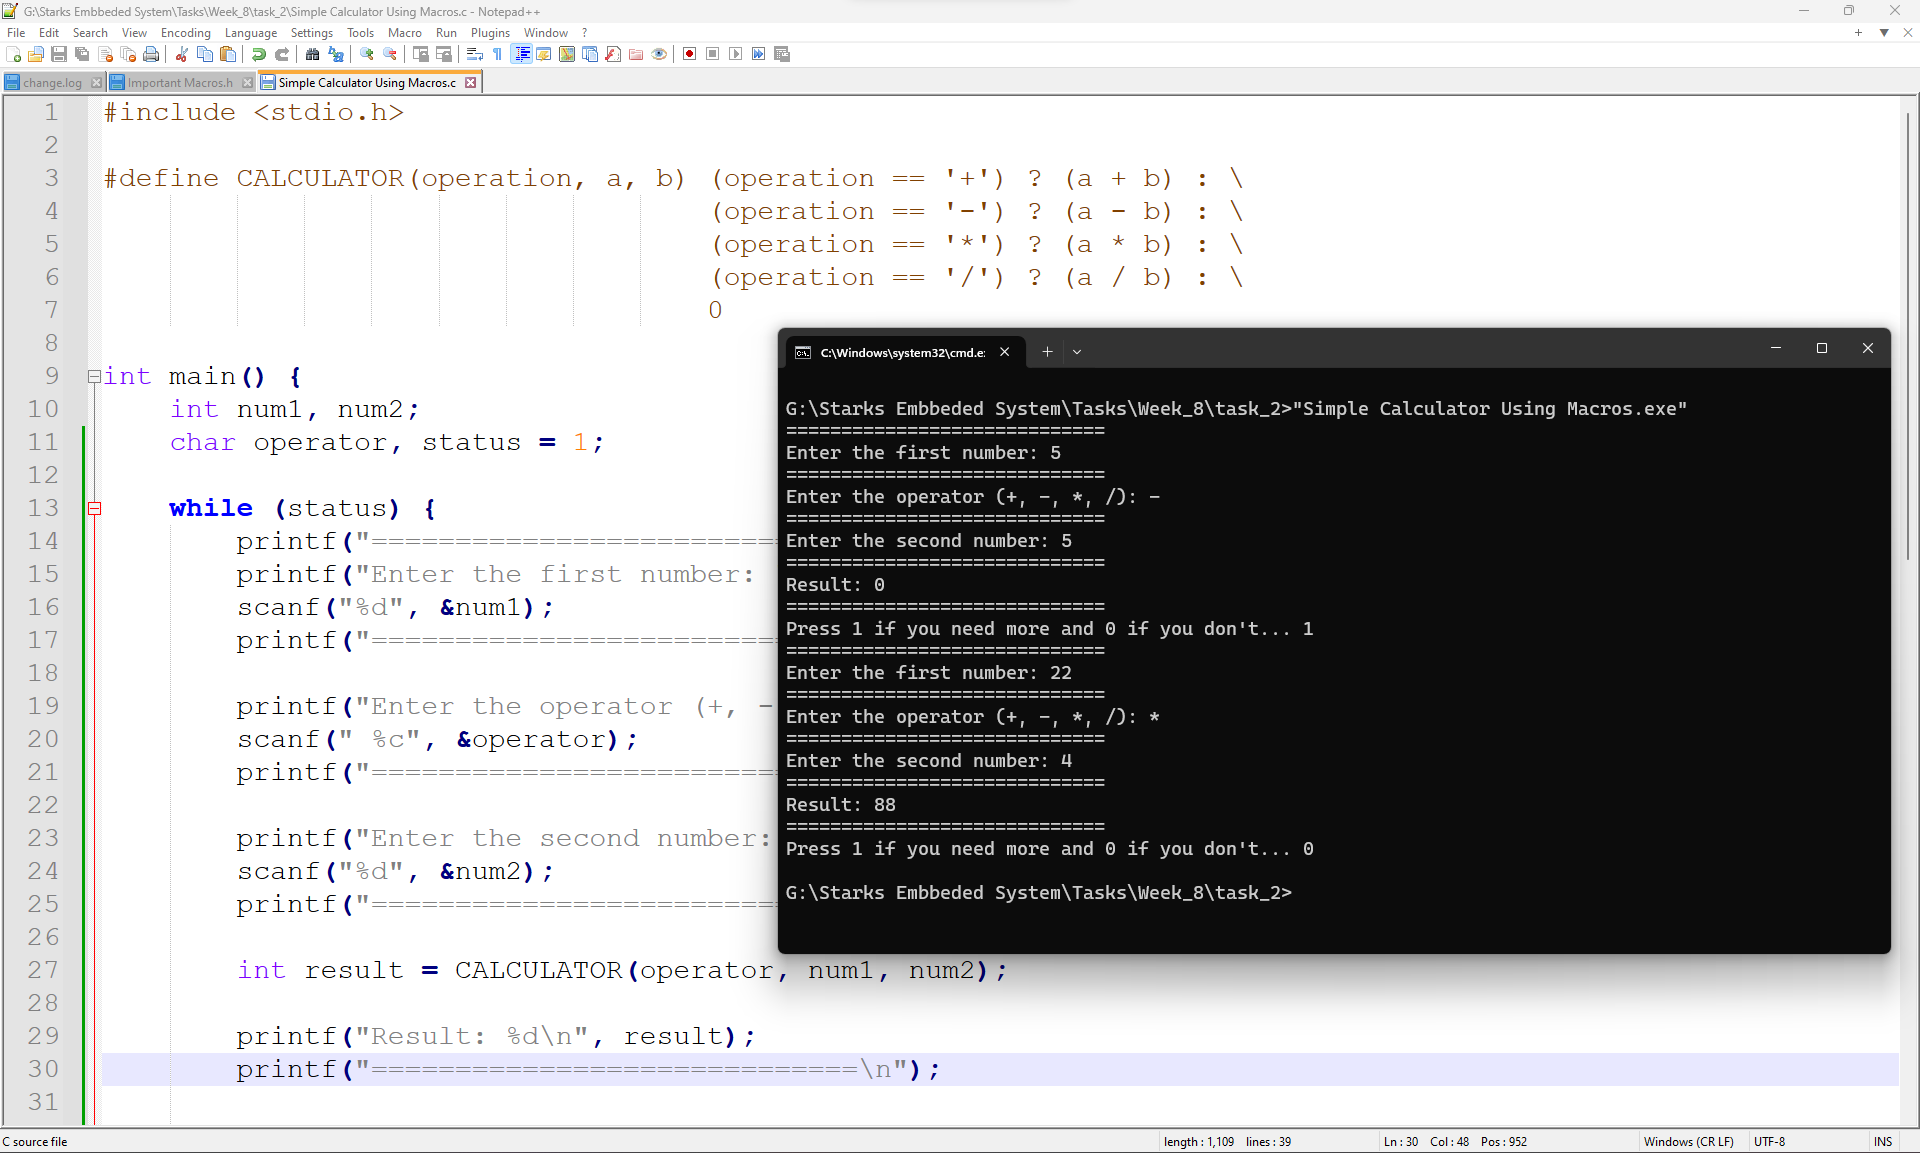 G:\Starks Embbeded System\Tasks\Week_8\task_2\Simple Calculator Using Macros.c - Notepad++
File Edit Search View Encoding Language Settings Tools Macro Run Plugins Window ?
change.log
Important Macros.h
Simple Calculator Using Macros.c
1 #include <stdio.h>
2
3 #define CALCULATOR(operation, a, b) (operation == '+') ? (a + b) : \
4 (operation == '-') ? (a - b) : \
5 (operation == '*') ? (a * b) : \
6 (operation == '/') ? (a / b) : \
7 0
8
9 int main() {
10 int num1, num2;
11 char operator, status = 1;
12
13 while (status) {
14 printf("========================
15 printf("Enter the first number:
16 scanf("%d", &num1);
17 printf("========================
18
19 printf("Enter the operator (+, -
20 scanf(" %c", &operator);
21 printf("========================
22
23 printf("Enter the second number:
24 scanf("%d", &num2);
25 printf("========================
26
27 int result = CALCULATOR(operator, num1, num2);
28
29 printf("Result: %d\n", result);
30 printf("=============================\n");
31
C:\Windows\system32\cmd.e:
G:\Starks Embbeded System\Tasks\Week_8\task_2>"Simple Calculator Using Macros.exe"
=============================
Enter the first number: 5
=============================
Enter the operator (+, -, *, /): -
=============================
Enter the second number: 5
=============================
Result: 0
=============================
Press 1 if you need more and 0 if you don't... 1
=============================
Enter the first number: 22
=============================
Enter the operator (+, -, *, /): *
=============================
Enter the second number: 4
=============================
Result: 88
=============================
Press 1 if you need more and 0 if you don't... 0
G:\Starks Embbeded System\Tasks\Week_8\task_2>
C source file
length : 1,109 lines : 39
Ln : 30 Col : 48 Pos : 952
Windows (CR LF)
UTF-8
INS